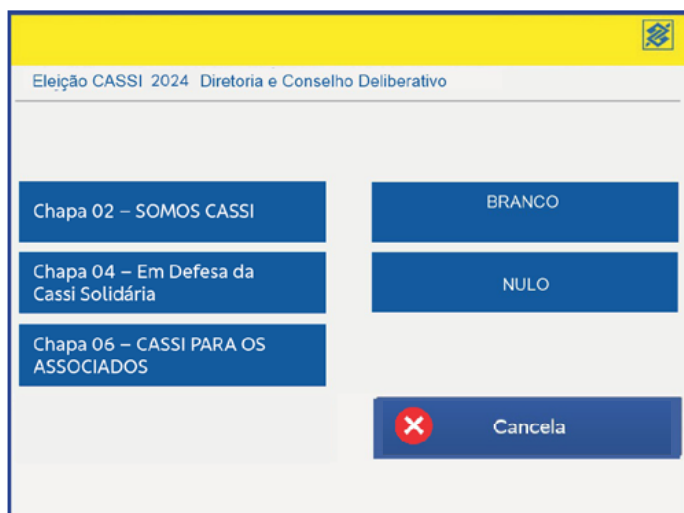 Eleição CASSI 2024 Diretoria e Conselho Deliberativo
Chapa 02 – SOMOS CASSI
Chapa 04 – Em Defesa da
Cassi Solidária
Chapa 06 – CASSI PARA OS
ASSOCIADOS
BRANCO
NULO
Cancela